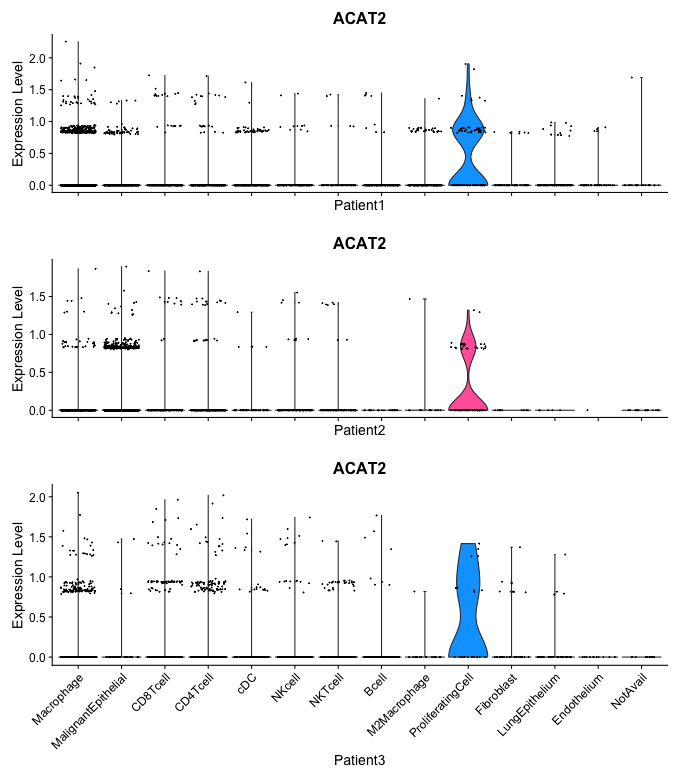 ACAT2
Expression Level
2.0
1.5
1.0
0.5
0.0
Patient1
ACAT2
Expression Level
1.5
1.0
0.5
0.0
Patient2
ACAT2
Expression Level
2.0
1.5
1.0
0.5
0.0
Macrophage
MalignantEpithelial
CD8Tcell
CD4Tcell
cDC
NKcell
NKTcell
Bcell
M2Macrophage
ProliferatingCell
Fibroblast
LungEpithelium
Endothelium
NotAvail
Patient3